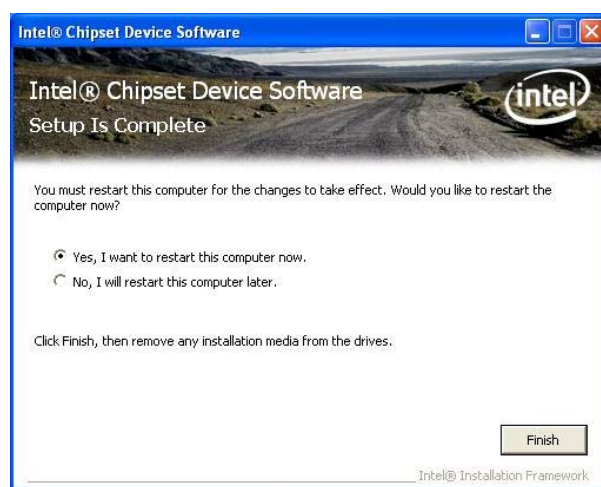 Intel® Chipset Device Software
Intel® Chipset Device Software
Setup Is Complete
intel
You must restart this computer for the changes to take effect. Would you like to restart the
computer now?
Yes, I want to restart this computer now.
No, I will restart this computer later.
Click Finish, then remove any installation media from the drives.
Finish
Intel® Installation Framework